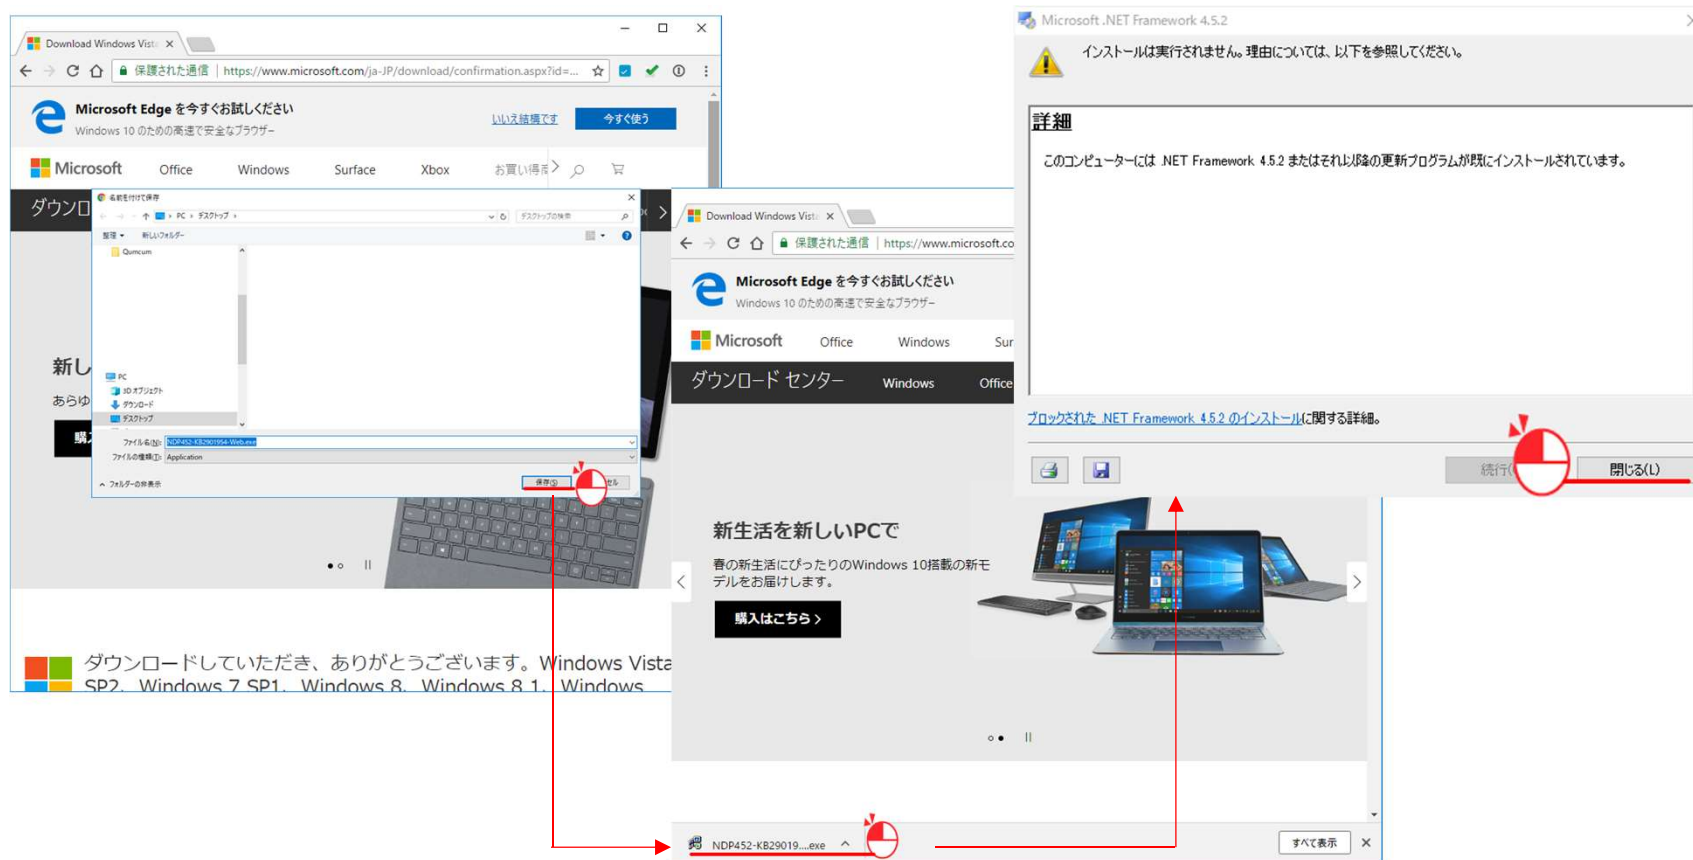 Download Windows Vist
保護された通信 | https://www.microsoft.com/ja-JP/download/confirmation.aspx?id=...
Microsoft Edge を今すぐお試しください
Windows 10 のための高速で安全なブラウザー
いいえ結構です
今すぐ使う
Microsoft Office Windows Surface Xbox お買い得
ダウンロ
名前を付けて保存
PC › デスクトップ ›
デスクトップの検索
整理 新しいフォルダー
Qumcum
PC
3D オブジェクト
ダウンロード
デスクトップ
ファイル名(N): NDP452-KB2901954-Web.exe
ファイルの種類(T): Application
フォルダーの非表示
保存(S)
セル
新し
あらゆ
購
ダウンロードしていただき、ありがとうございます。Windows Vista
SP2、Windows 7 SP1、Windows 8、Windows 8.1、Windows
Download Windows Vist
保護された通信 | https://www.microsoft.co
Microsoft Edge を今すぐお試しください
Windows 10 のための高速で安全なブラウザー
Microsoft Office Windows Sur
ダウンロード センター Windows Office
新生活を新しいPCで
春の新生活にぴったりのWindows 10搭載の新モ
デルをお届けします。
購入はこちら >
NDP452-KB29019....exe
すべて表示
Microsoft .NET Framework 4.5.2
インストールは実行されません。理由については、以下を参照してください。
詳細
このコンピューターには .NET Framework 4.5.2 またはそれ以降の更新プログラムが既にインストールされています。
ブロックされた .NET Framework 4.5.2 のインストールに関する詳細。
続行(
閉じる(L)